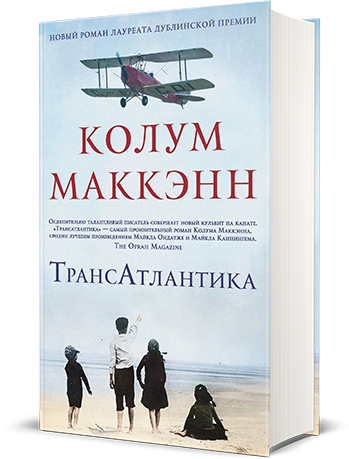 НОВЫЙ РОМАН ЛАУРЕАТА ДУБЛИНСКОЙ ПРЕМИИ
КОЛУМ
МАККЭНН
Ослепительно талантливый писатель совершает новый кульбит на канате.
«Трансатлантика» — самый пронзительный роман Колума Маккэнна,
сродни лучшим произведениям Майкла Ондатже и Майкла Каннингема.
The Oprah Magazine
ТрансАтлантика